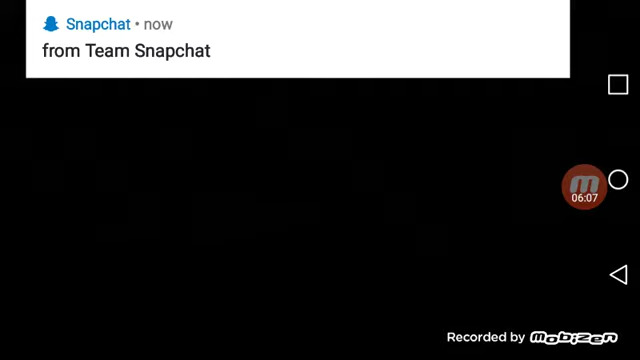 Snapchat • now
from Team Snapchat
06:07
Recorded by mobizen